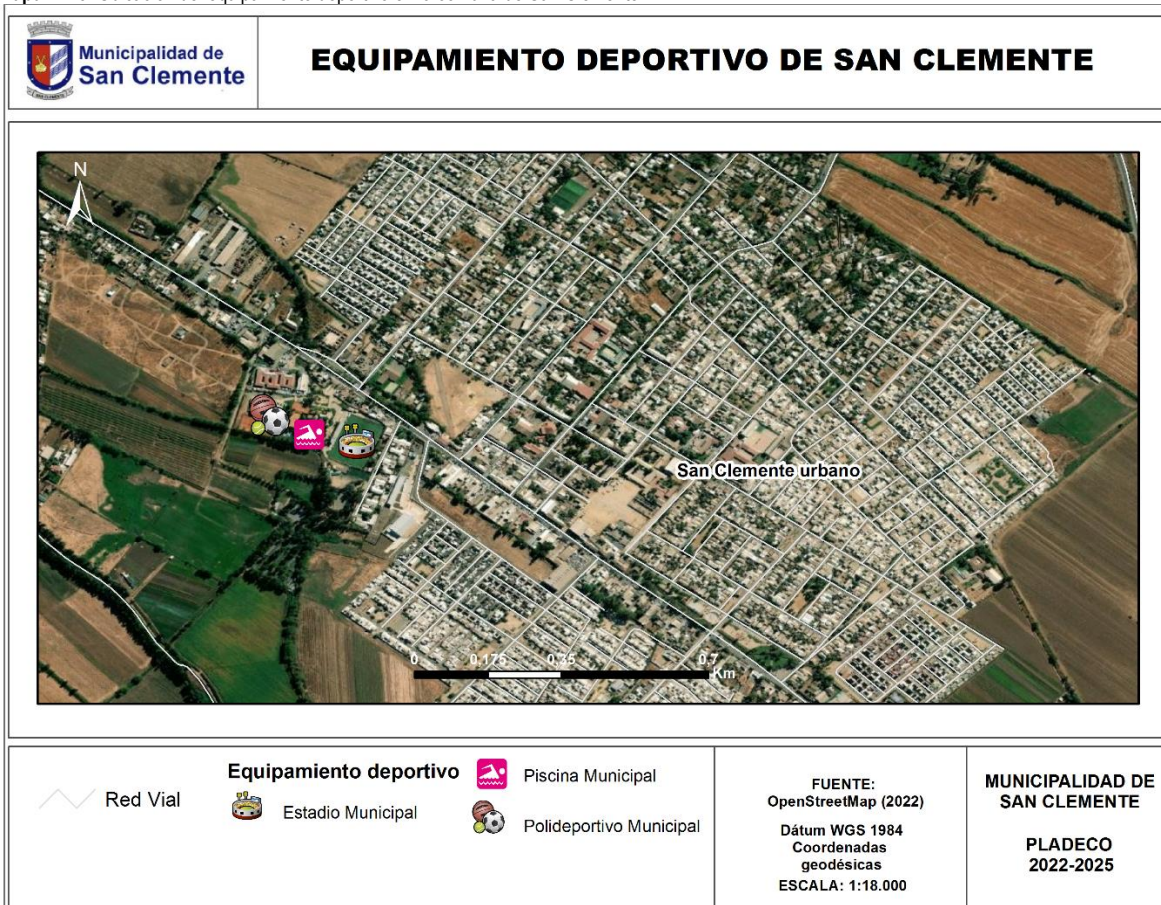 Municipalidad de
San Clemente
EQUIPAMIENTO DEPORTIVO DE SAN CLEMENTE
N
San Clemente urbano
0 0.175 0.35 0.7
Km
Red Vial
Equipamiento deportivo
Estadio Municipal
Piscina Municipal
Polideportivo Municipal
FUENTE:
OpenStreetMap (2022)
Dátum WGS 1984
Coordenadas
geodésicas
ESCALA: 1:18.000
MUNICIPALIDAD DE
SAN CLEMENTE
PLADECO
2022-2025